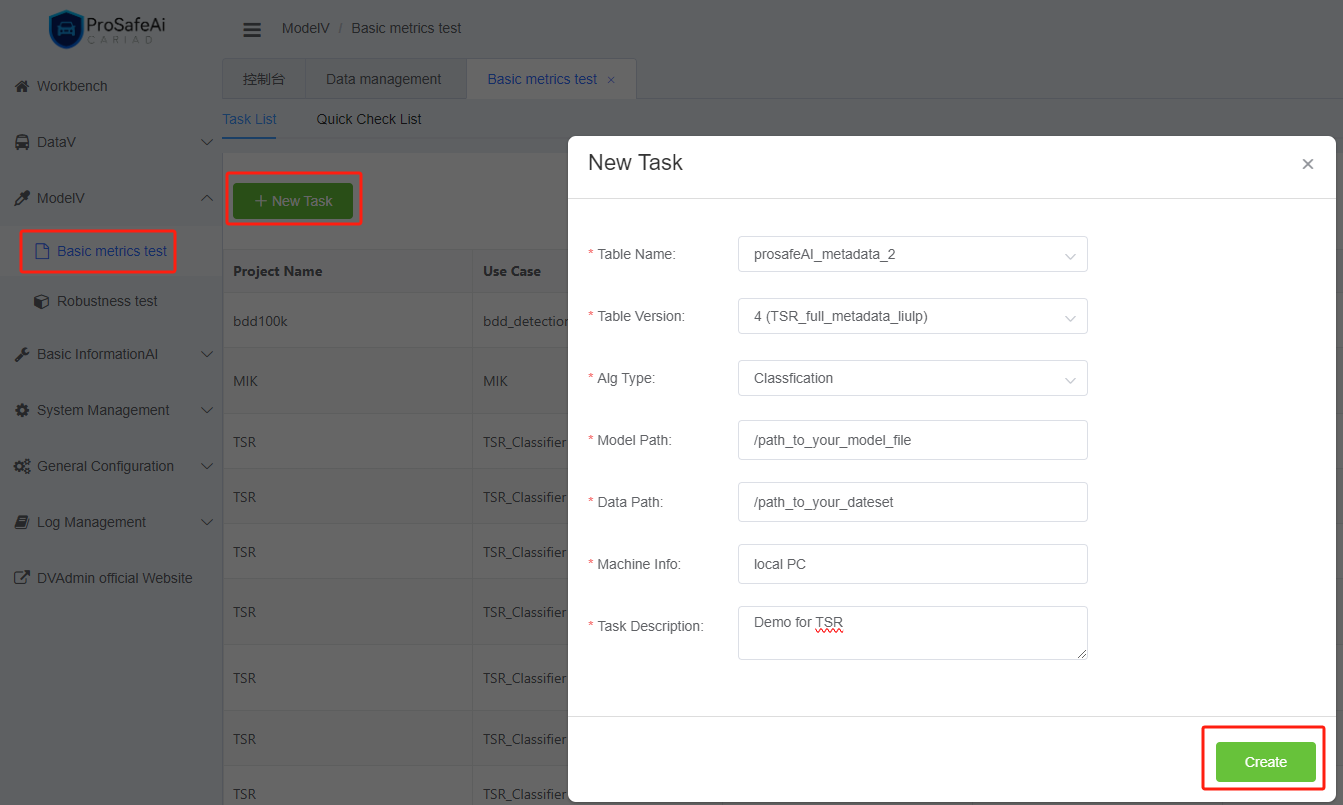 ProSafeAi
CARIAD
ModelV / Basic metrics test
Workbench
DataV
ModelV
Basic metrics test
Robustness test
Basic InformationAI
System Management
General Configuration
Log Management
DVAdmin official Website
控制台
Data management
Basic metrics test ×
Task List
Quick Check List
+ New Task
Project Name Use Case
bdd100k bdd_detection
MIK MIK
TSR TSR_Classifier
TSR TSR_Classifier
TSR TSR_Classifier
TSR TSR_Classifier
TSR TSR_Classifier
TSR TSR_Classifier
TSR TSR_Classifier
New Task ×
* Table Name: prosafeAI_metadata_2
* Table Version: 4 (TSR_full_metadata_liulp)
* Alg Type: Classfication
* Model Path: /path_to_your_model_file
* Data Path: /path_to_your_dateset
* Machine Info: local PC
* Task Description: Demo for TSR
Create